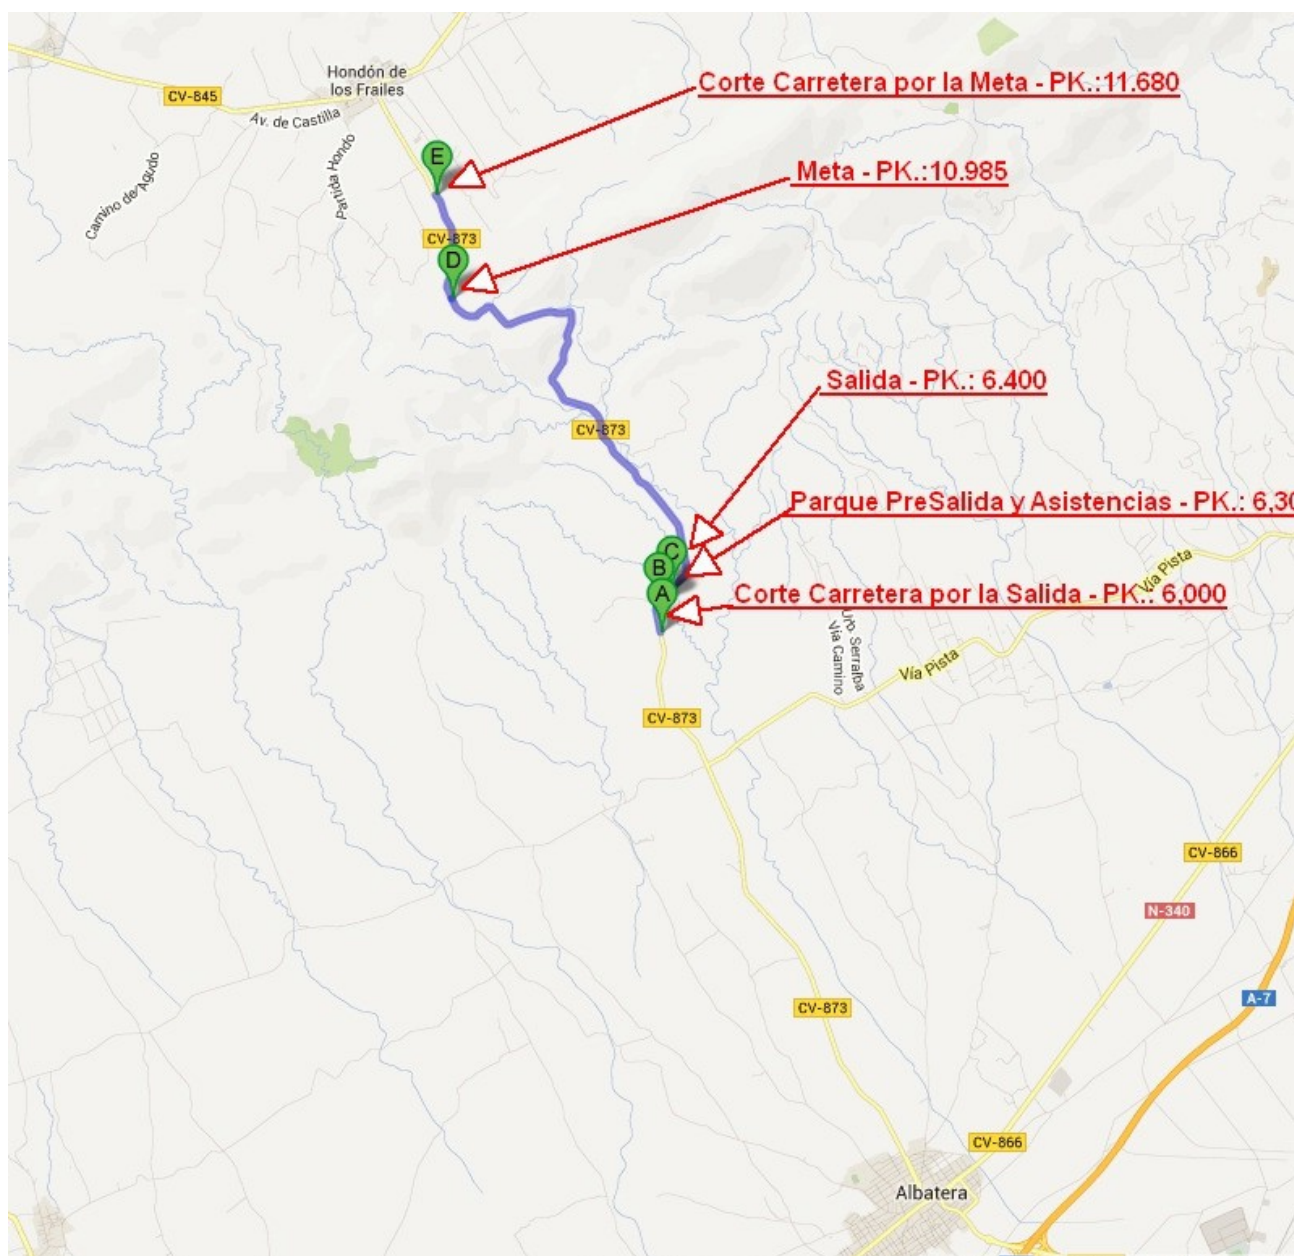 Hondón de
los Frailes
CV-845
Av. de Castilla
Corte Carretera por la Meta - PK.:11.680
E
Partida Hondo
Camino de Agudo
Meta - PK.:10.985
CV-873
D
Salida - PK.: 6.400
CV-873
Parque PreSalida y Asistencias - PK.: 6,30
C
B
A
Corte Carretera por la Salida - PK.: 6,000
Vía Pista
Urb. Serralba
Vía Camino
Vía Pista
CV-873
CV-866
N-340
A-7
CV-873
CV-866
Albatera